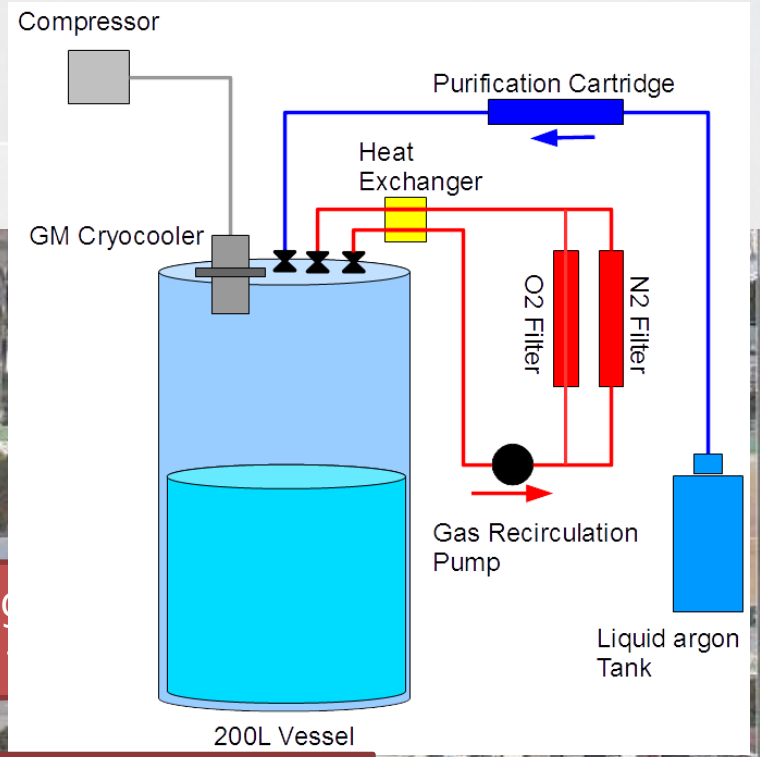 Compressor
Purification Cartridge
Heat
Exchanger
GM Cryocooler
O2 Filter
N2 Filter
Gas Recirculation
Pump
Liquid argon
Tank
200L Vessel